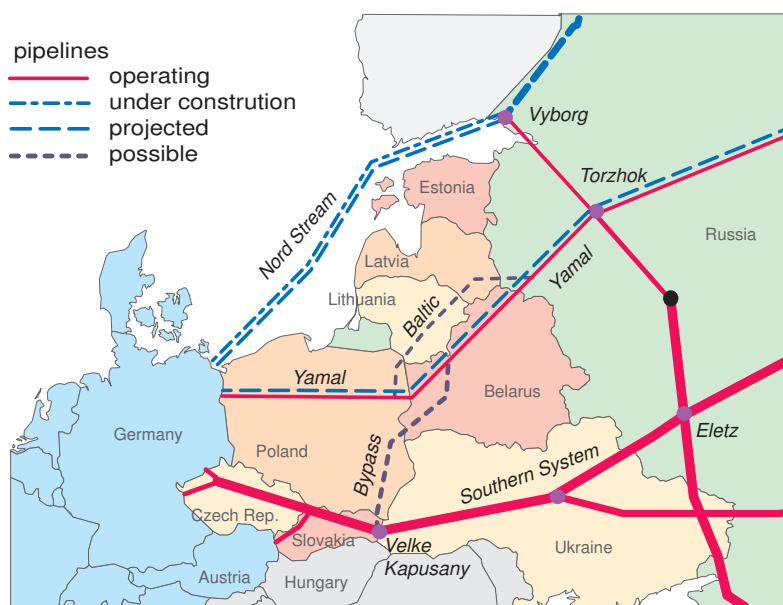 pipelines
operating
under constrution
projected
possible
Vyborg
Torzhok
Estonia
Nord Stream
Russia
Latvia
Yamal
Lithuania
Baltic
Yamal
Belarus
Germany
Eletz
Poland
Bypass
Southern System
Czech Rep.
Slovakia
Velke
Kapusany
Ukraine
Austria
Hungary